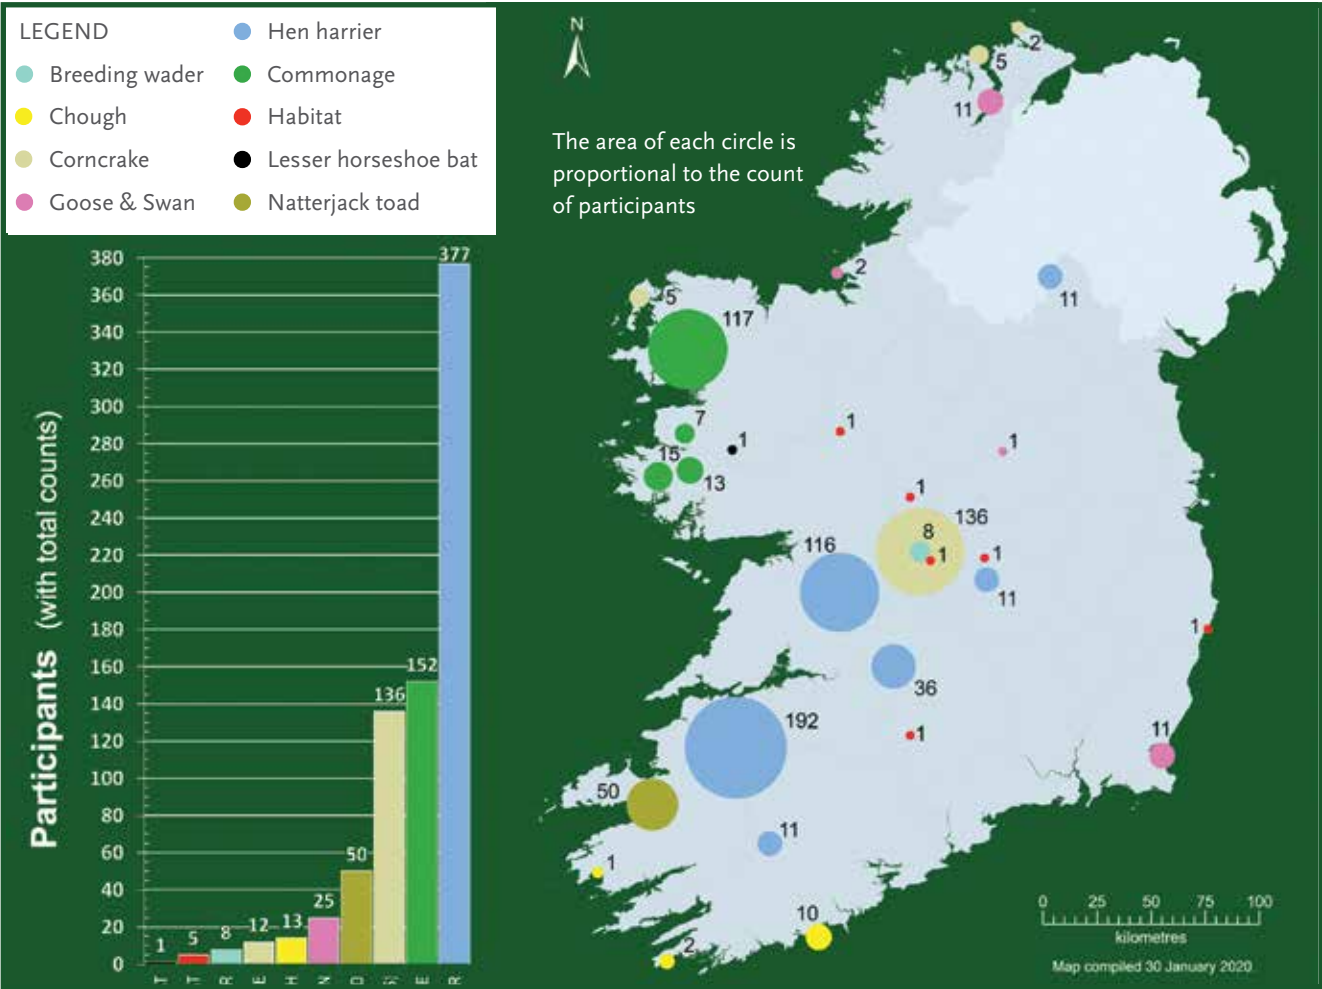 LEGEND
Breeding wader
Chough
Corncrake
Goose & Swan
Hen harrier
Commonage
Habitat
Lesser horseshoe bat
Natterjack toad
N
The area of each circle is
proportional to the count
of participants
Participants (with total counts)
380
360
340
320
300
280
260
240
220
200
180
160
140
120
100
80
60
40
20
0
1
5
8
12
13
25
50
136
152
377
T
T
R
E
H
N
D
E
R
2
5
11
2
11
5
117
7
1
15
13
1
1
1
136
8
1
1
116
11
1
36
192
1
11
50
11
1
10
2
0 25 50 75 100
kilometres
Map compiled 30 January 2020